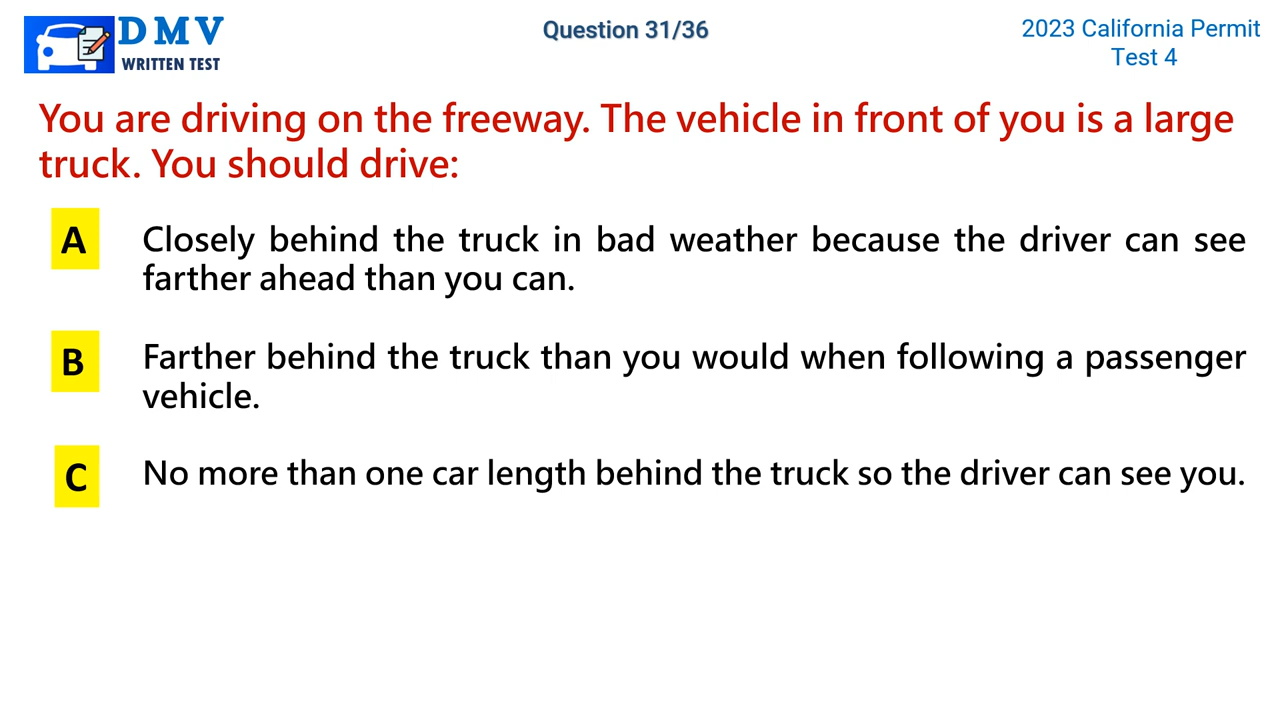 DMV
WRITTEN TEST
Question 31/36
2023 California Permit
Test 4
You are driving on the freeway. The vehicle in front of you is a large
truck. You should drive:
A
Closely behind the truck in bad weather because the driver can see
farther ahead than you can.
B
Farther behind the truck than you would when following a passenger
vehicle.
C
No more than one car length behind the truck so the driver can see you.